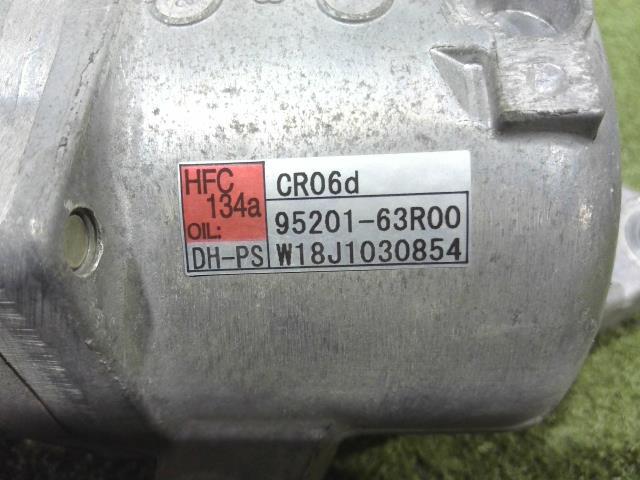 HFC
134a
OIL:
DH-PS
CR06d
95201-63R00
W18J1030854